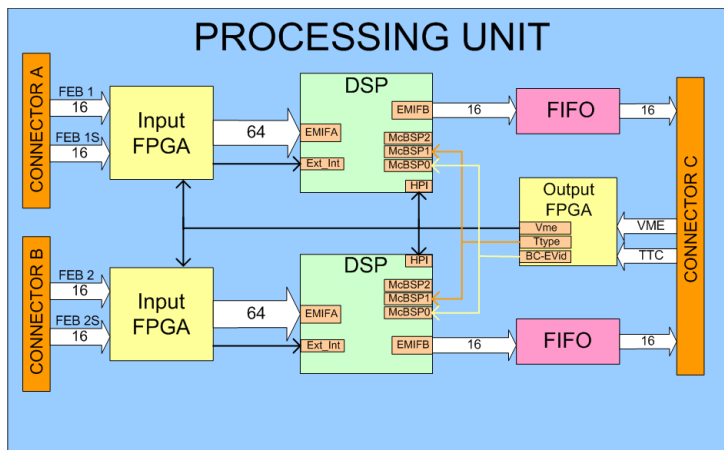 PROCESSING UNIT
CONNECTOR A
FEB 1
16
FEB 1S
16
Input
FPGA
64
DSP
EMIFA
Ext_Int
EMIFB
McBSP2
McBSP1
McBSP0
HPI
16
FIFO
16
CONNECTOR C
Output
FPGA
Vme
Ttype
BC-EVid
VME
TTC
CONNECTOR B
FEB 2
16
FEB 2S
16
Input
FPGA
64
DSP
HPI
McBSP2
McBSP1
McBSP0
EMIFA
Ext_Int
EMIFB
16
FIFO
16